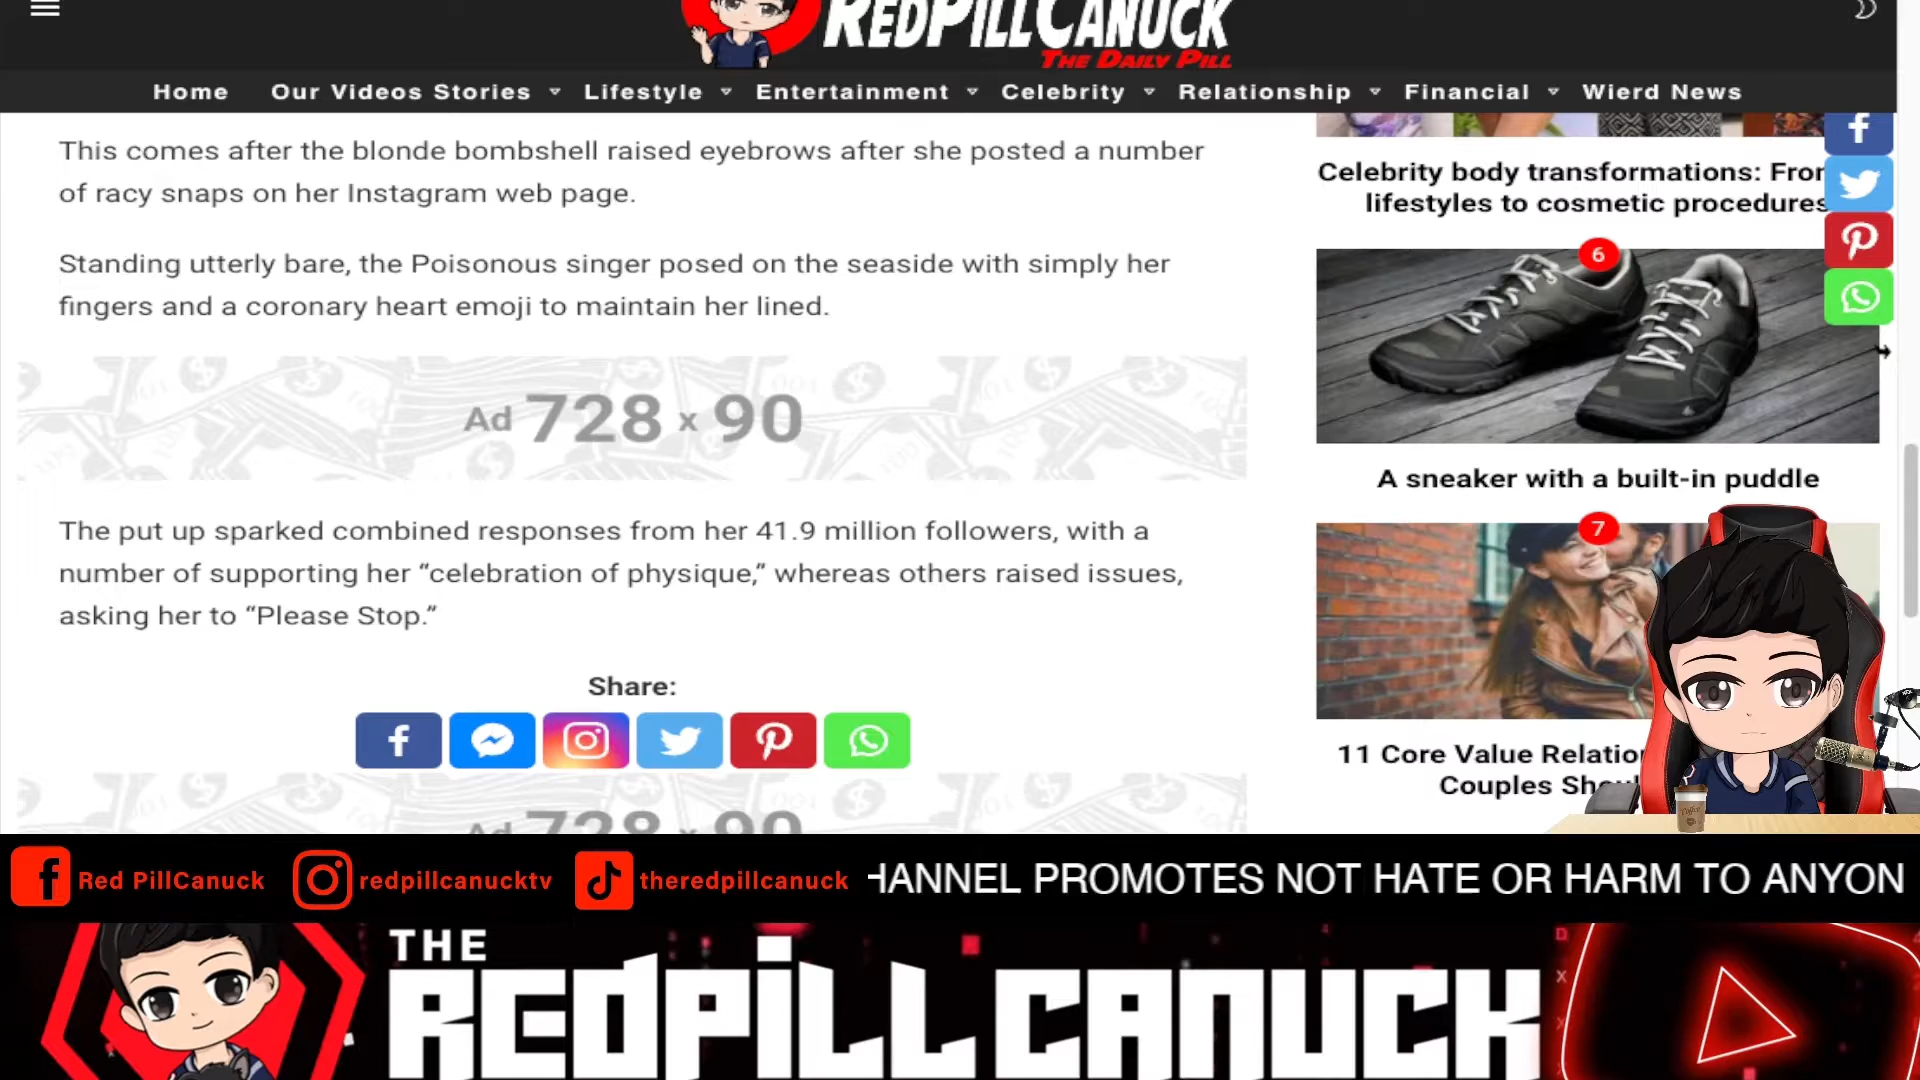 REDPILLCANUCK
THE DAILY PILL
Home Our Videos Stories Lifestyle Entertainment Celebrity Relationship Financial Wierd News
This comes after the blonde bombshell raised eyebrows after she posted a number
of racy snaps on her Instagram web page.
Standing utterly bare, the Poisonous singer posed on the seaside with simply her
fingers and a coronary heart emoji to maintain her lined.
Ad 728 x 90
The put up sparked combined responses from her 41.9 million followers, with a
number of supporting her “celebration of physique,” whereas others raised issues,
asking her to “Please Stop.”
Share:
Ad 728 x 90
Celebrity body transformations:
lifestyles to cosmetic procedures
6
A sneaker with a built-in puddle
7
11 Core Value
Couples
Red PillCanuck redpillcanucktv theredpillcanuck HANNEL PROMOTES NOT HATE OR HARM TO ANYON
THE
REDPILLCANUCK